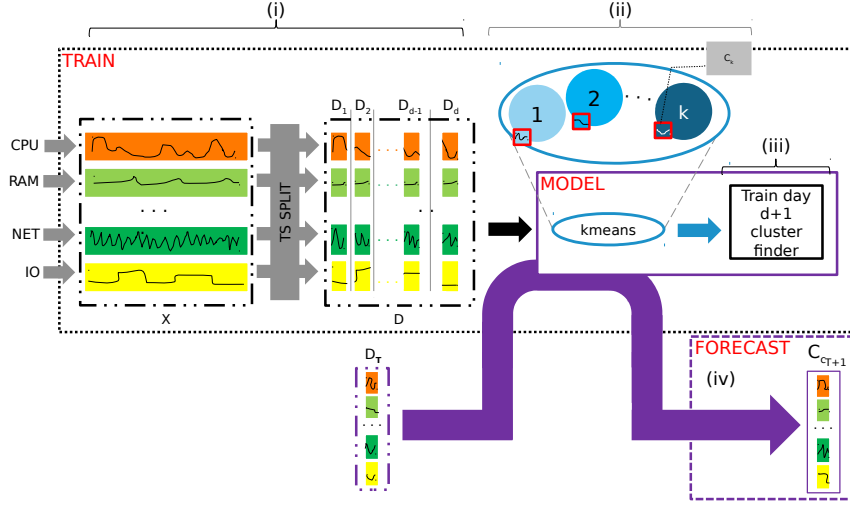 (i)
(ii)
TRAIN
C_k
D_1 D_2 D_{d-1} D_d
1
2
k
CPU
RAM
. . .
NET
IO
TS SPLIT
X
D
(iii)
MODEL
kmeans
Train day
d+1
cluster
finder
D_T
FORECAST
(iv)
C_{c_{T+1}}